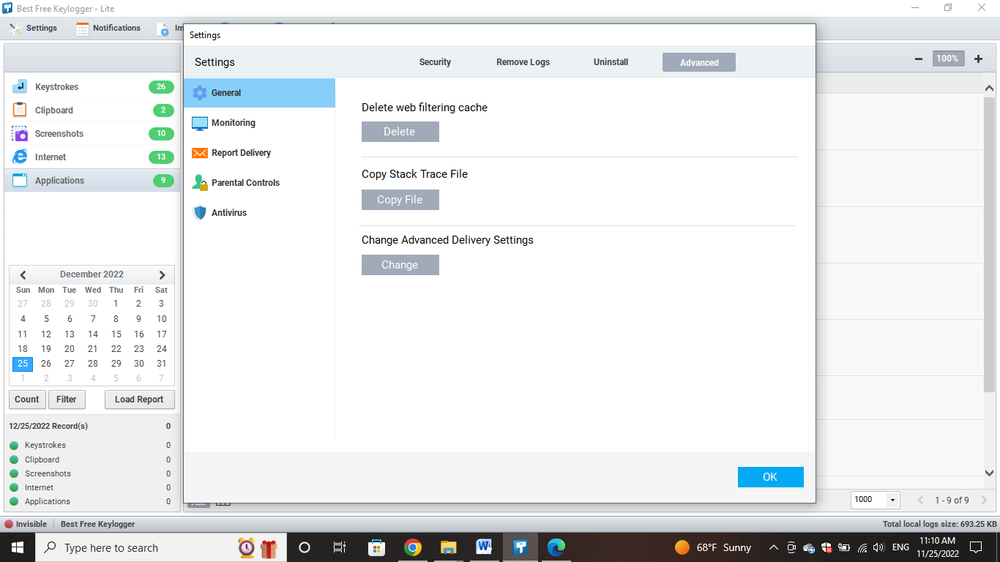 Best Free Keylogger - Lite
Settings
Notifications
Im
Settings
Settings
Security
Remove Logs
Uninstall
Advanced
100%
Keystrokes 26
Clipboard 2
Screenshots 10
Internet 13
Applications 9
General
Monitoring
Report Delivery
Parental Controls
Antivirus
Delete web filtering cache
Delete
Copy Stack Trace File
Copy File
Change Advanced Delivery Settings
Change
OK
December 2022
Sun Mon Tue Wed Thu Fri Sat
27 28 29 30 1 2 3
4 5 6 7 8 9 10
11 12 13 14 15 16 17
18 19 20 21 22 23 24
25 26 27 28 29 30 31
1 2 3 4 5 6 7
Count
Filter
Load Report
12/25/2022 Record(s) 0
Keystrokes 0
Clipboard 0
Screenshots 0
Internet 0
Applications 0
1000
1 - 9 of 9
Invisible
Best Free Keylogger
Total local logs size: 693.25 KB
Type here to search
68°F Sunny
ENG
11:10 AM
11/25/2022